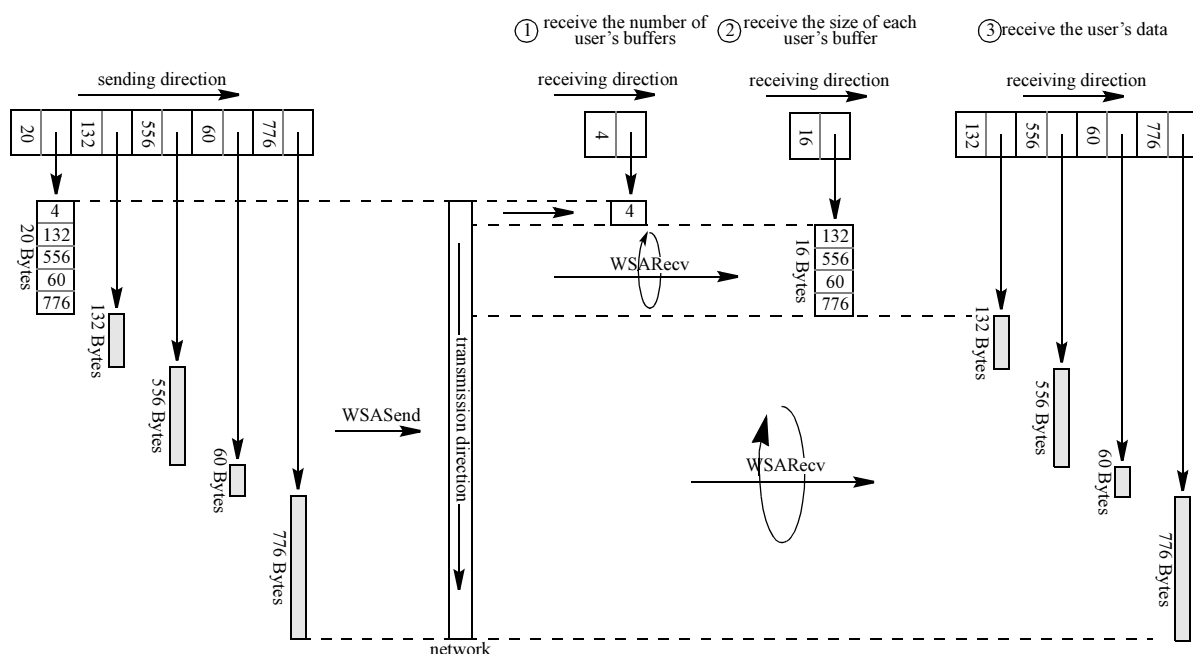 ① receive the number of
user's buffers
② receive the size of each
user's buffer
③ receive the user's data
sending direction
receiving direction
receiving direction
receiving direction
20 132 556 60 776
4
16
132 556 60 776
4
132
556
60
776
20 Bytes
4
132
556
60
776
16 Bytes
WSARecv
132 Bytes
556 Bytes
60 Bytes
776 Bytes
WSASend
transmission direction
network
WSARecv
132 Bytes
556 Bytes
60 Bytes
776 Bytes